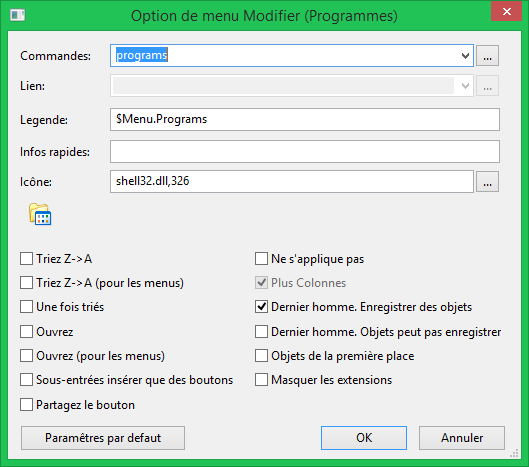 Option de menu Modifier (Programmes)
Commandes: programs ...
Lien: ...
Legende: $Menu.Programs
Infos rapides:
Icône: shell32.dll,326 ...
Triez Z->A
Ne s'applique pas
Triez Z->A (pour les menus)
Plus Colonnes
Une fois triés
Dernier homme. Enregistrer des objets
Ouvrez
Dernier homme. Objets peut pas enregistrer
Ouvrez (pour les menus)
Objets de la première place
Sous-entrées insérer que des boutons
Masquer les extensions
Partagez le bouton
Paramêtres par defaut OK Annuler